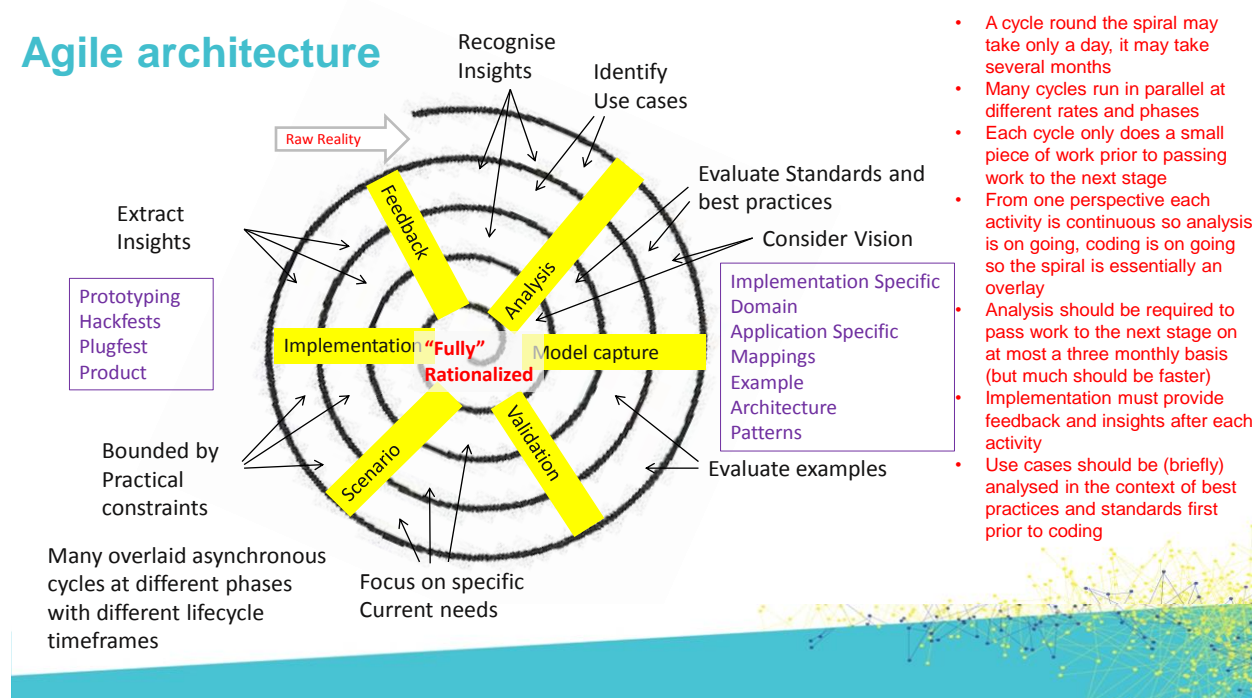 Agile architecture
Recognise
Insights
Identify
Use cases
Raw Reality
Evaluate Standards and
best practices
Consider Vision
Extract
Insights
Feedback
Analysis
Prototyping
Hackfests
Plugfest
Product
Implementation
“Fully”
Rationalized
Model capture
Implementation Specific
Domain
Application Specific
Mappings
Example
Architecture
Patterns
Scenario
Validation
Bounded by
Practical
constraints
Evaluate examples
Many overlaid asynchronous
cycles at different phases
with different lifecycle
timeframes
Focus on specific
Current needs
• A cycle round the spiral may
take only a day, it may take
several months
• Many cycles run in parallel at
different rates and phases
• Each cycle only does a small
piece of work prior to passing
work to the next stage
• From one perspective each
activity is continuous so analysis
is on going, coding is on going
so the spiral is essentially an
overlay
• Analysis should be required to
pass work to the next stage on
at most a three monthly basis
(but much should be faster)
• Implementation must provide
feedback and insights after each
activity
• Use cases should be (briefly)
analysed in the context of best
practices and standards first
prior to coding